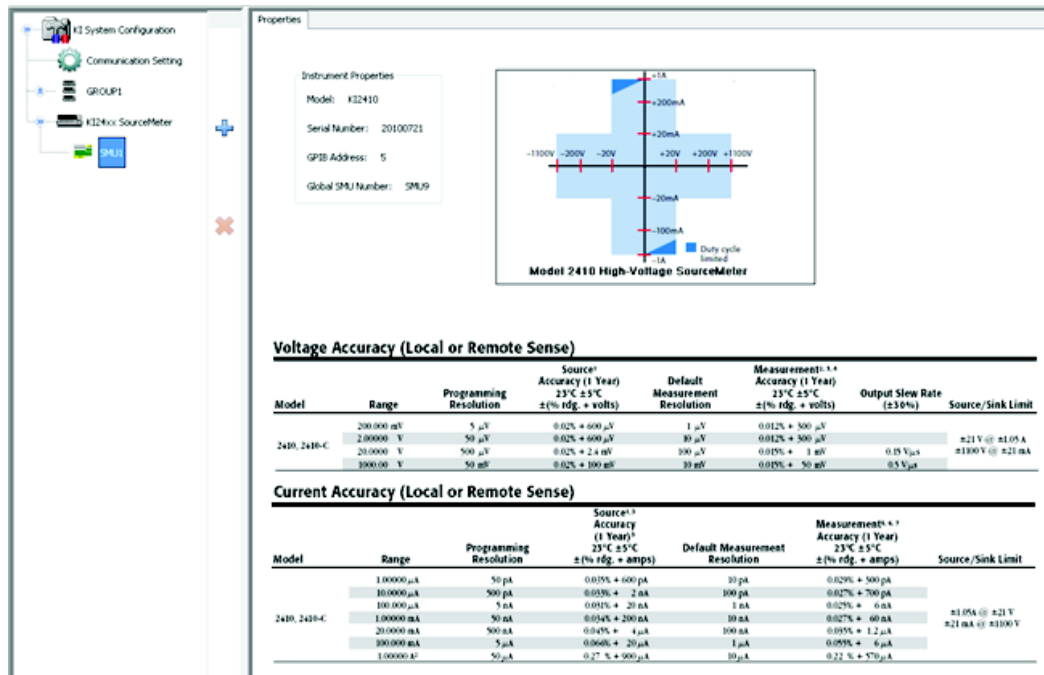 KI System Configuration
Communication Setting
GROUP1
KI24xx SourceMeter
SMU1
Properties
Instrument Properties
Model: KI2410
Serial Number: 20100721
GPIB Address: 5
Global SMU Number: SMU9
+1A
+200mA
+20mA
-1100V -200V -20V +20V +200V +1100V
-20mA
-100mA
-1A
Duty cycle
limited
Model 2410 High-Voltage SourceMeter
Voltage Accuracy (Local or Remote Sense)
Model Range Programming Resolution Source¹ Accuracy (1 Year) 23°C ±5°C ±(% rdg. + volts) Default Measurement Resolution Measurement²,³,⁴ Accuracy (1 Year) 23°C ±5°C ±(% rdg. + volts) Output Slew Rate (±30%) Source/Sink Limit
2410, 2410-C
200.000 mV 5 µV 0.02% + 600 µV 1 µV 0.012% + 300 µV
2.00000 V 50 µV 0.02% + 600 µV 10 µV 0.012% + 300 µV
20.0000 V 500 µV 0.02% + 2.4 mV 100 µV 0.015% + 1 mV 0.15 V/µs
1000.00 V 50 mV 0.02% + 100 mV 10 mV 0.015% + 50 mV 0.5 V/µs
±21 V @ ±1.05 A
±1100 V @ ±21 mA
Current Accuracy (Local or Remote Sense)
Model Range Programming Resolution Source Accuracy (1 Year) 23°C ±5°C ±(% rdg. + amps) Default Measurement Resolution Measurement Accuracy (1 Year) 23°C ±5°C ±(% rdg. + amps) Source/Sink Limit
2410, 2410-C
1.00000 µA 50 pA 0.035% + 600 pA 10 pA 0.029% + 300 pA
10.0000 µA 500 pA 0.033% + 2 nA 100 pA 0.027% + 700 pA
100.000 µA 5 nA 0.031% + 20 nA 1 nA 0.025% + 6 nA
1.00000 mA 50 nA 0.034% + 200 nA 10 nA 0.027% + 60 nA
20.0000 mA 500 nA 0.045% + 4 µA 100 nA 0.035% + 1.2 µA
100.000 mA 5 µA 0.066% + 20 µA 1 µA 0.055% + 6 µA
1.00000 A² 50 µA 0.27 % + 900 µA 10 µA 0.22 % + 570 µA
±1.05A @ ±21 V
±21 mA @ ±1100 V